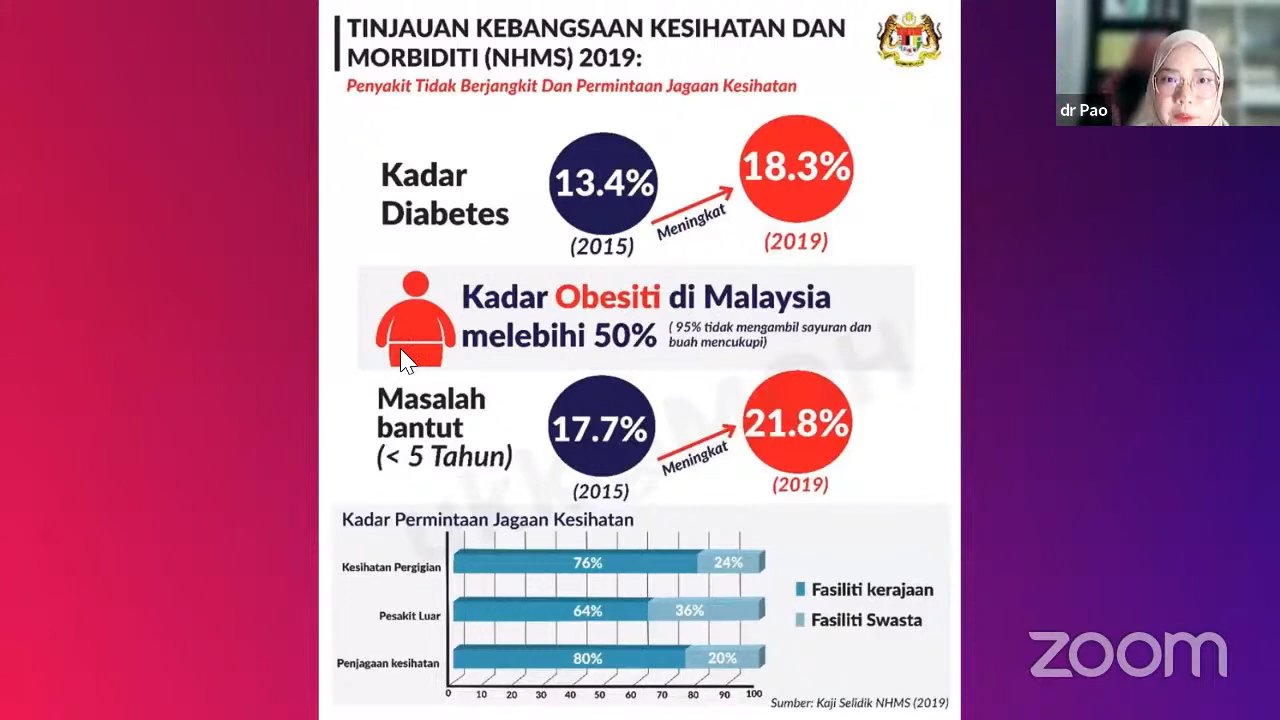 TINJAUAN KEBANGSAAN KESIHATAN DAN
MORBIDITI (NHMS) 2019:
Penyakit Tidak Berjangkit Dan Permintaan Jagaan Kesihatan
dr Pao
Kadar
Diabetes
13.4%
(2015)
Meningkat
18.3%
(2019)
Kadar Obesiti di Malaysia
melebihi 50%
( 95% tidak mengambil sayuran dan
buah mencukupi)
Masalah
bantut
(< 5 Tahun)
17.7%
(2015)
Meningkat
21.8%
(2019)
Kadar Permintaan Jagaan Kesihatan
Kesihatan Pergigian
76%
24%
Pesakit Luar
64%
36%
Penjagaan kesihatan
80%
20%
0 10 20 30 40 50 60 70 80 90 100
Fasiliti kerajaan
Fasiliti Swasta
Sumber: Kaji Selidik NHMS (2019)
zoom